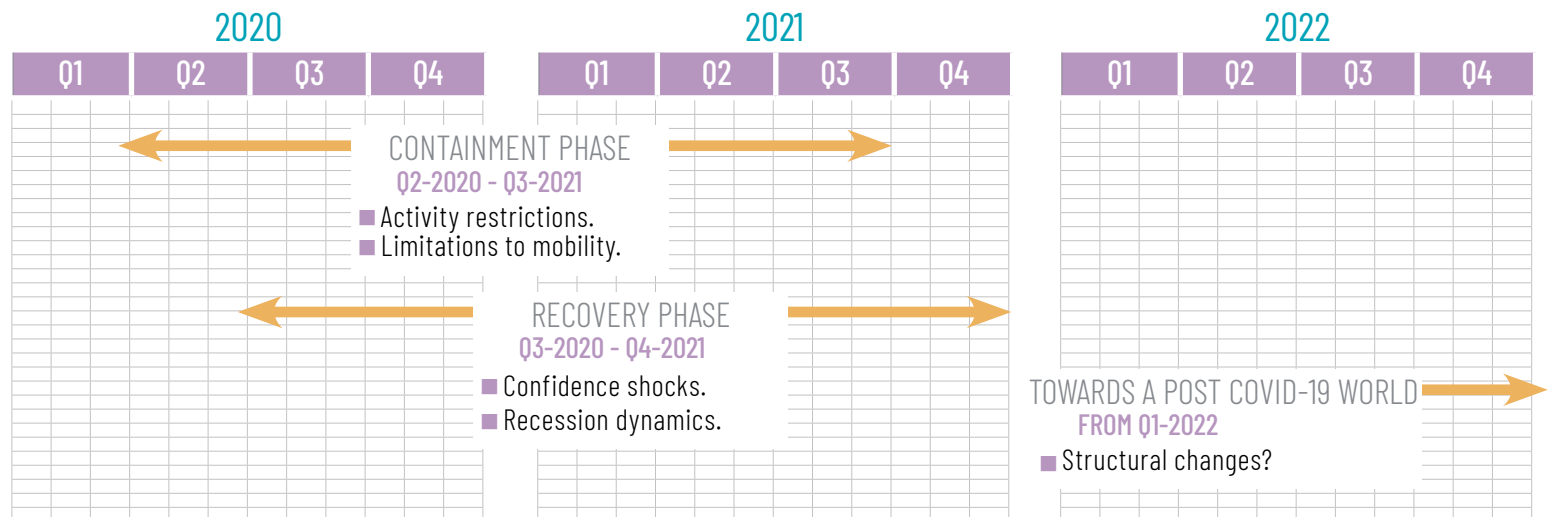 2020 2021 2022
Q1 Q2 Q3 Q4 Q1 Q2 Q3 Q4 Q1 Q2 Q3 Q4
CONTAINMENT PHASE
Q2-2020 - Q3-2021
Activity restrictions.
Limitations to mobility.
RECOVERY PHASE
Q3-2020 - Q4-2021
Confidence shocks.
Recession dynamics.
TOWARDS A POST COVID-19 WORLD
FROM Q1-2022
Structural changes?